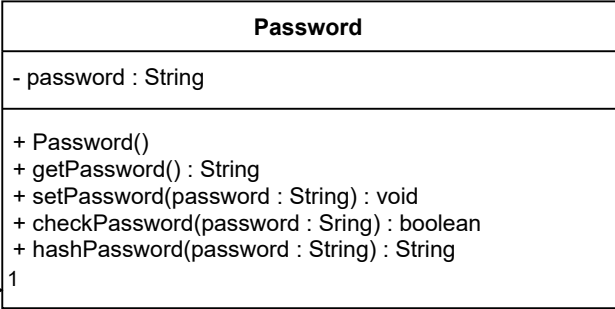 Password
- password : String
+ Password()
+ getPassword() : String
+ setPassword(password : String) : void
+ checkPassword(password : Sring) : boolean
+ hashPassword(password : String) : String
1